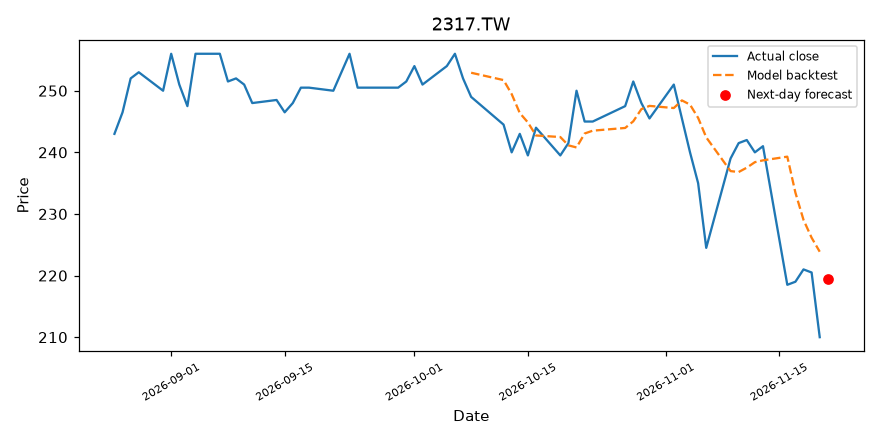 2317.TW
Actual close
Model backtest
Next-day forecast
250
240
230
220
210
Price
2026-09-01
2026-09-15
2026-10-01
2026-10-15
2026-11-01
2026-11-15
Date